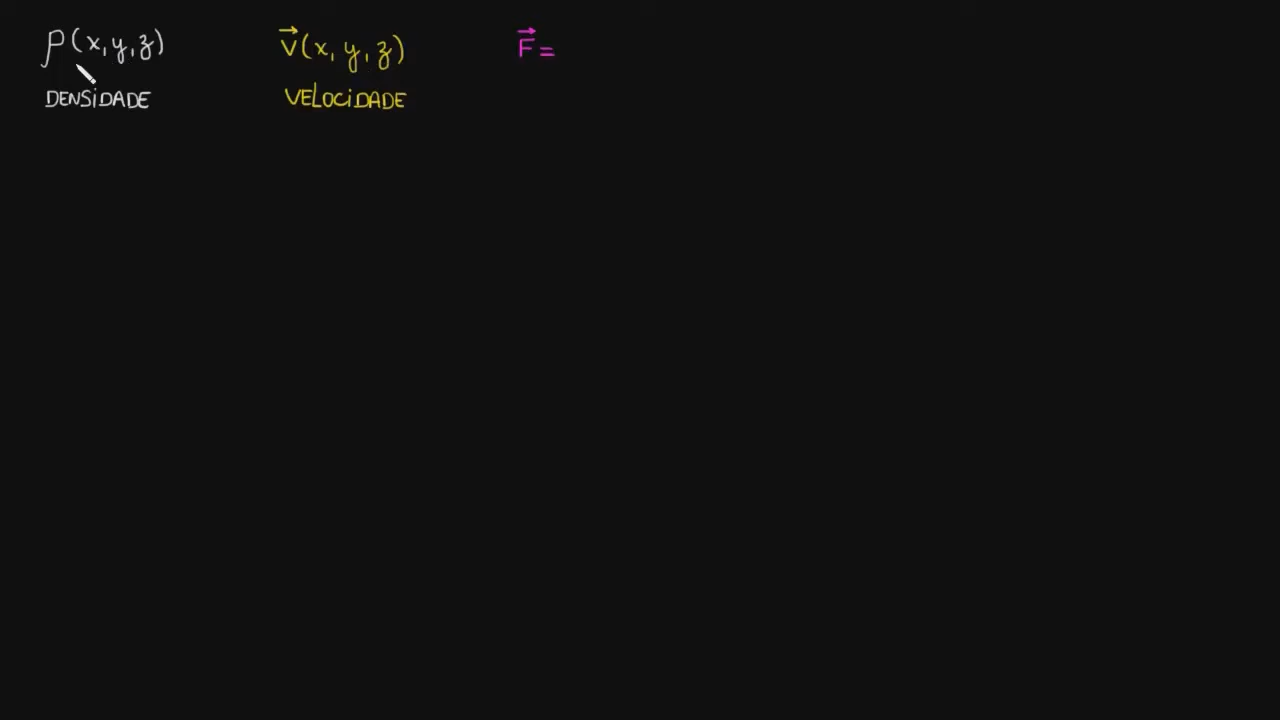 ρ(x,y,z)
DENSIDADE
v⃗(x,y,z)
VELOCIDADE
F⃗=